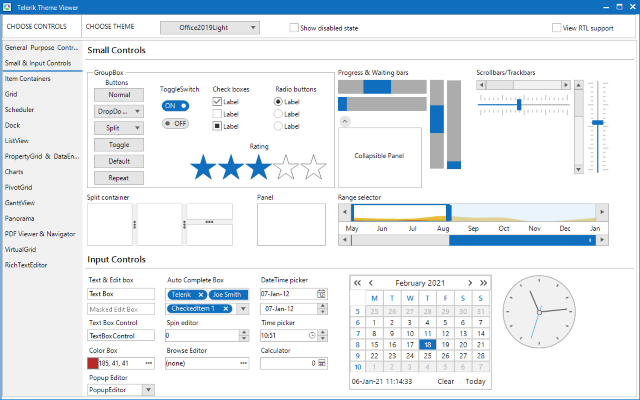 Telerik Theme Viewer
CHOOSE CONTROLS
CHOOSE THEME
Office2019Light
Show disabled state
View RTL support
General Purpose Contr...
Small & Input Controls
Item Containers
Grid
Scheduler
Dock
ListView
PropertyGrid & DataEn...
Charts
PivotGrid
GanttView
Panorama
PDF Viewer & Navigator
VirtualGrid
RichTextEditor
Small Controls
GroupBox
Buttons
Normal
DropDo...
Split
Toggle
Default
Repeat
ToggleSwitch
ON
OFF
Check boxes
Label
Label
Label
Radio buttons
Label
Label
Label
Rating
Progress & Waiting bars
Collapsible Panel
Scrollbars/Trackbars
Split container
Panel
Range selector
May Jun Jul Aug Sep Oct Nov Dec Jan
Input Controls
Text & Edit box
Text Box
Masked Edit Box
Text Box Control
TextBoxControl
Color Box
185, 41, 41
Popup Editor
PopupEditor
Auto Complete Box
Telerik Joe Smith
CheckedItem 1
Spin editor
0
Browse Editor
(none)
DateTime picker
07-Jan-12
07-Jan-12
Time picker
10:51
Calculator
0
February 2021
M T W T F S S
5 25 26 27 28 29 30 31
6 1 2 3 4 5 6 7
7 8 9 10 11 12 13 14
8 15 16 17 18 19 20 21
9 22 23 24 25 26 27 28
10 1 2 3 4 5 6 7
06-Jan-21 11:14:33 Clear Today